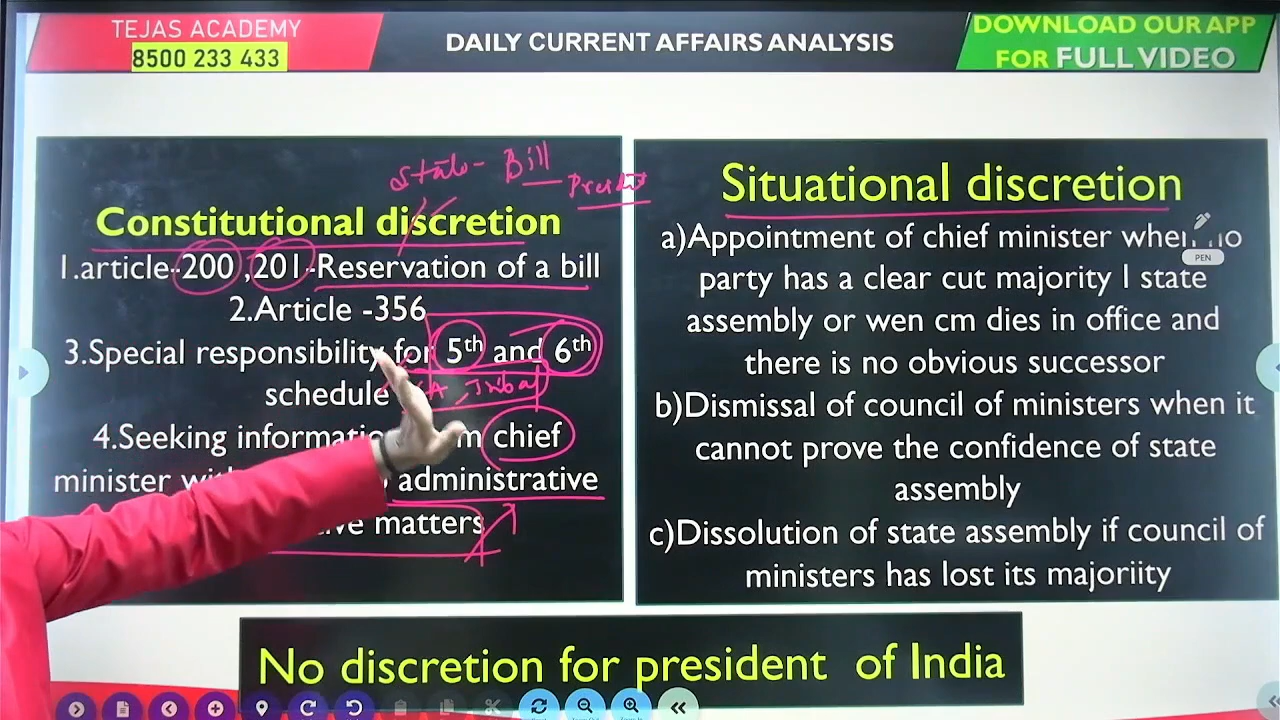 TEJAS ACADEMY
8500 233 433
DAILY CURRENT AFFAIRS ANALYSIS
DOWNLOAD OUR APP
FOR FULL VIDEO
State - Bill
Constitutional discretion
1.article-200 ,201-Reservation of a bill
2.Article -356
3.Special responsibility for 5th and 6th
schedule
Tribal
4.Seeking information chief
minister administrative
matters
Situational discretion
a)Appointment of chief minister when no
PEN
party has a clear cut majority I state
assembly or wen cm dies in office and
there is no obvious successor
b)Dismissal of council of ministers when it
cannot prove the confidence of state
assembly
c)Dissolution of state assembly if council of
ministers has lost its majoriity
No discretion for president of India